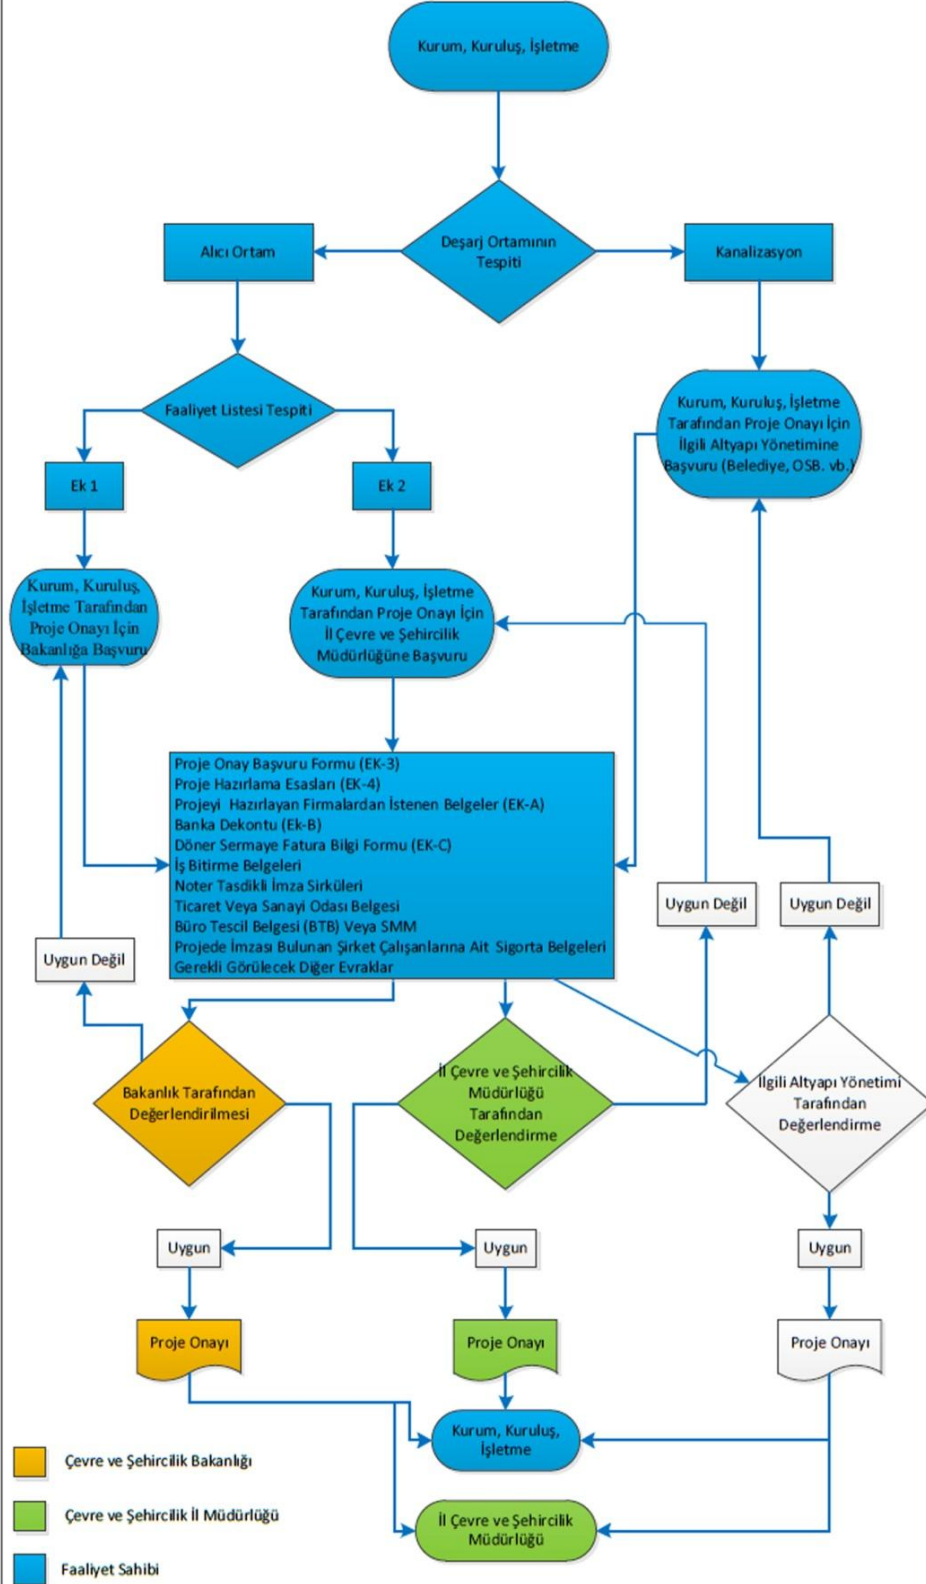 Kurum, Kuruluş, İşletme
Deşarj Ortamının
Tespiti
Alıcı Ortam
Kanalizasyon
Faaliyet Listesi Tespiti
Kurum, Kuruluş, İşletme
Tarafından Proje Onayı İçin
İlgili Altyapı Yönetimine
Başvuru (Belediye, OSB. vb.)
Ek 1
Ek 2
Kurum, Kuruluş,
İşletme Tarafından
Proje Onayı İçin
Bakanlığa Başvuru
Kurum, Kuruluş, İşletme
Tarafından Proje Onayı İçin
İl Çevre ve Şehircilik
Müdürlüğüne Başvuru
Proje Onay Başvuru Formu (EK-3)
Proje Hazırlama Esasları (EK-4)
Projeyi Hazırlayan Firmalardan İstenen Belgeler (EK-A)
Banka Dekontu (Ek-B)
Döner Sermaye Fatura Bilgi Formu (EK-C)
İş Bitirme Belgeleri
Noter Tasdikli İmza Sirküleri
Ticaret Veya Sanayi Odası Belgesi
Büro Tescil Belgesi (BTB) Veya SMM
Projede İmzası Bulunan Şirket Çalışanlarına Ait Sigorta Belgeleri
Gerekli Görülecek Diğer Evraklar
Uygun Değil
Uygun Değil
Uygun Değil
Bakanlık Tarafından
Değerlendirilmesi
İl Çevre ve Şehircilik
Müdürlüğü
Tarafından
Değerlendirme
İlgili Altyapı Yönetimi
Tarafından
Değerlendirme
Uygun
Uygun
Uygun
Proje Onayı
Proje Onayı
Proje Onayı
Kurum, Kuruluş,
İşletme
İl Çevre ve Şehircilik
Müdürlüğü
Çevre ve Şehircilik Bakanlığı
Çevre ve Şehircilik İl Müdürlüğü
Faaliyet Sahibi